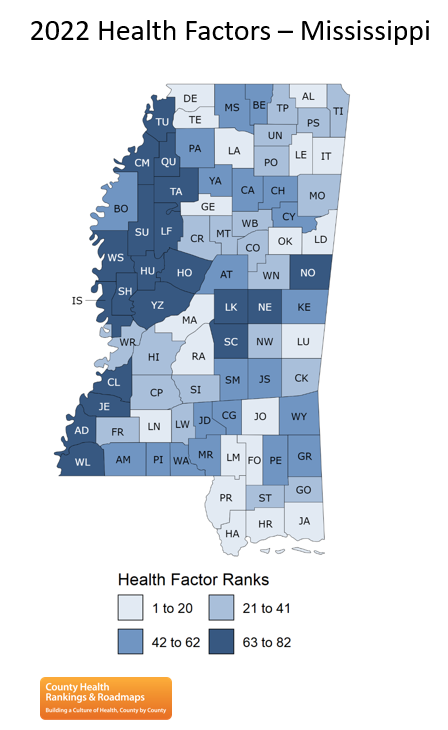 2022 Health Factors – Mississippi
DE
AL
MS
BE
TP
TI
TU
TE
PS
UN
PA
LA
LE
IT
CM
QU
PO
YA
TA
CA
CH
MO
BO
GE
CY
WB
SU
LF
CR
MT
OK
LD
CO
WS
HU
HO
AT
WN
NO
SH
IS
YZ
LK
NE
KE
MA
WR
SC
NW
LU
HI
RA
CL
SM
JS
CK
CP
SI
JE
CG
JO
WY
AD
FR
LN
LW
JD
WL
AM
PI
WA
MR
LM
FO
PE
GR
PR
ST
GO
HA
HR
JA
Health Factor Ranks
1 to 20
21 to 41
42 to 62
63 to 82
County Health
Rankings & Roadmaps
Building a Culture of Health, County by County